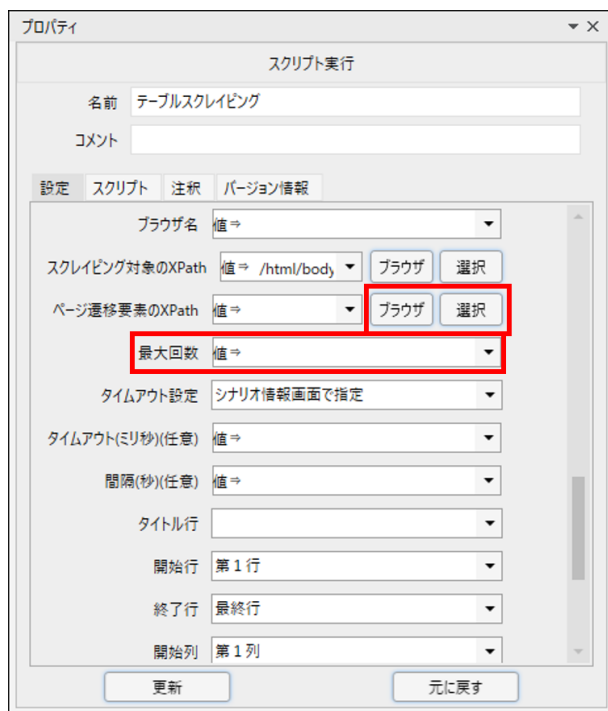 プロパティ
スクリプト実行
名前 テーブルスクレイピング
コメント
設定 スクリプト 注釈 バージョン情報
ブラウザ名 値⇒
スクレイピング対象のXPath 値⇒ /html/body ブラウザ 選択
ページ遷移要素のXPath 値⇒ ブラウザ 選択
最大回数 値⇒
タイムアウト設定 シナリオ情報画面で指定
タイムアウト(ミリ秒)(任意) 値⇒
間隔(秒)(任意) 値⇒
タイトル行
開始行 第1行
終了行 最終行
開始列 第1列
更新 元に戻す